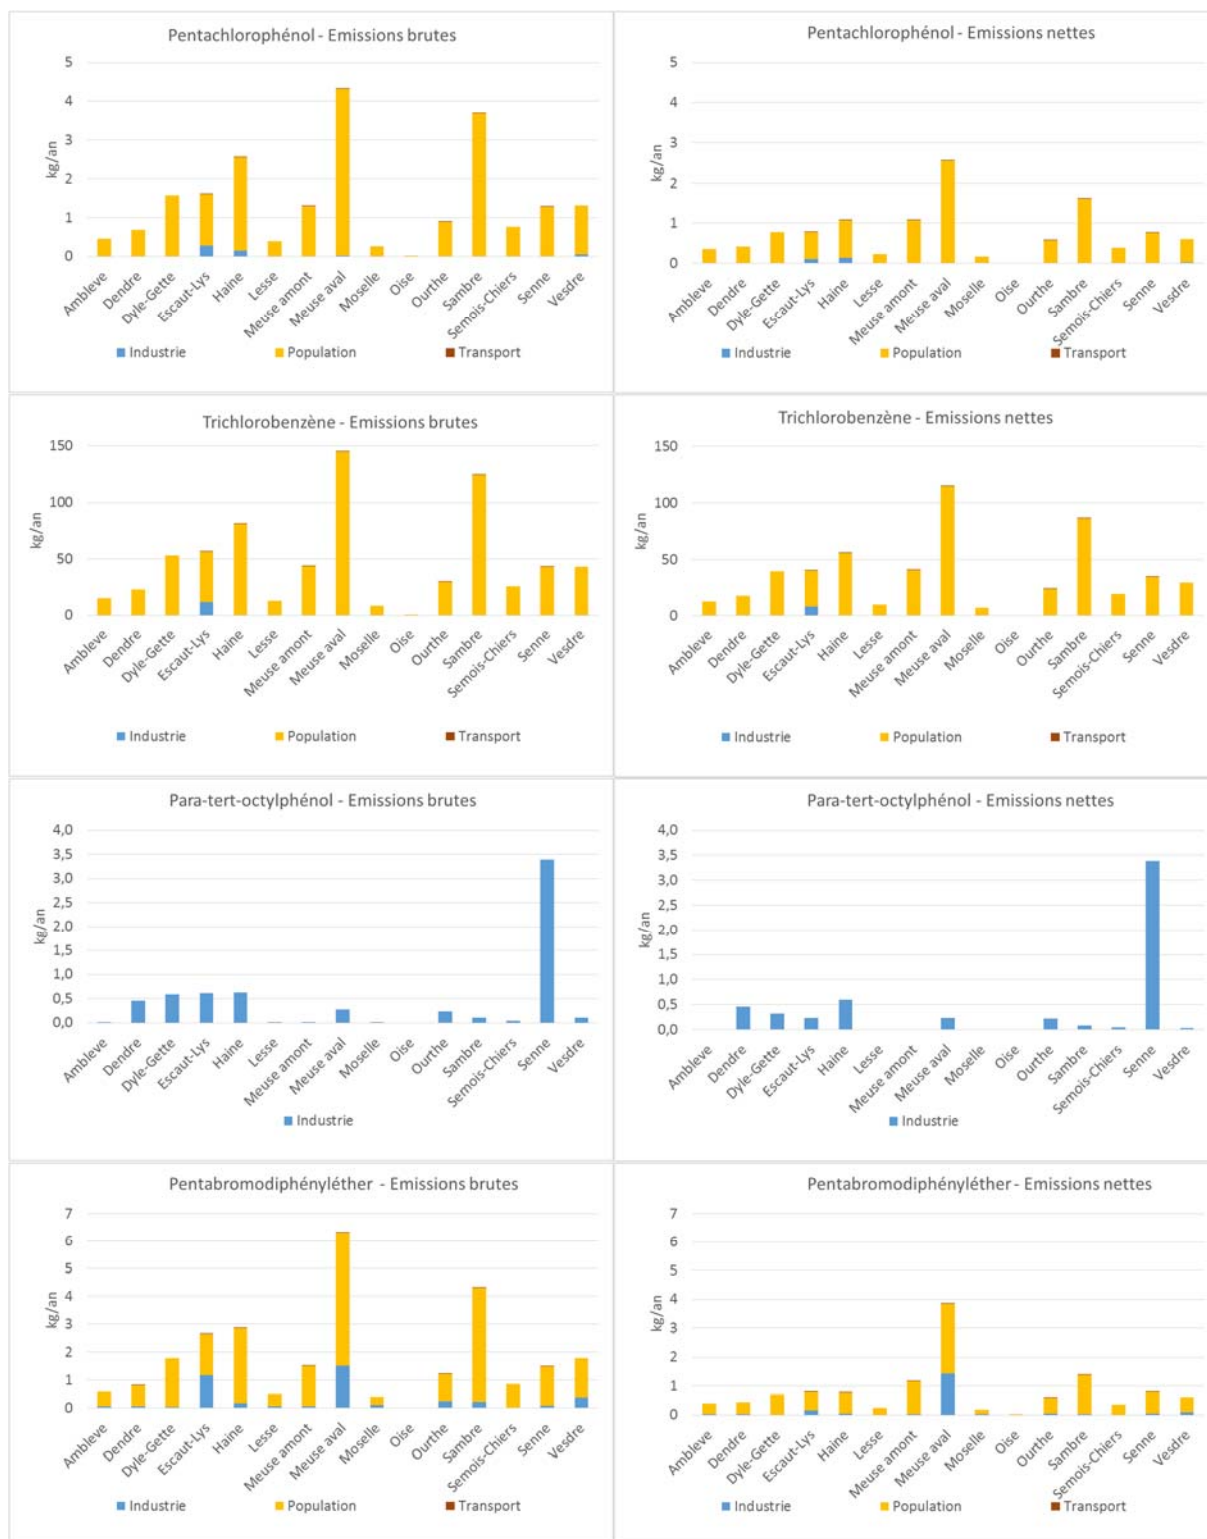 Pentachlorophénol - Emissions brutes
kg/an
5
4
3
2
1
0
Ambleve
Dendre
Dyle-Gette
Escaut-Lys
Haine
Lesse
Meuse amont
Meuse aval
Moselle
Oise
Ourthe
Sambre
Semois-Chiers
Senne
Vesdre
Industrie Population Transport
Pentachlorophénol - Emissions nettes
kg/an
5
4
3
2
1
0
Ambleve
Dendre
Dyle-Gette
Escaut-Lys
Haine
Lesse
Meuse amont
Meuse aval
Moselle
Oise
Ourthe
Sambre
Semois-Chiers
Senne
Vesdre
Industrie Population Transport
Trichlorobenzène - Emissions brutes
kg/an
150
100
50
0
Ambleve
Dendre
Dyle-Gette
Escaut-Lys
Haine
Lesse
Meuse amont
Meuse aval
Moselle
Oise
Ourthe
Sambre
Semois-Chiers
Senne
Vesdre
Industrie Population Transport
Trichlorobenzène - Emissions nettes
kg/an
150
100
50
0
Ambleve
Dendre
Dyle-Gette
Escaut-Lys
Haine
Lesse
Meuse amont
Meuse aval
Moselle
Oise
Ourthe
Sambre
Semois-Chiers
Senne
Vesdre
Industrie Population Transport
Para-tert-octylphénol - Emissions brutes
kg/an
4,0
3,5
3,0
2,5
2,0
1,5
1,0
0,5
0,0
Ambleve
Dendre
Dyle-Gette
Escaut-Lys
Haine
Lesse
Meuse amont
Meuse aval
Moselle
Oise
Ourthe
Sambre
Semois-Chiers
Senne
Vesdre
Industrie
Para-tert-octylphénol - Emissions nettes
kg/an
4,0
3,5
3,0
2,5
2,0
1,5
1,0
0,5
0,0
Ambleve
Dendre
Dyle-Gette
Escaut-Lys
Haine
Lesse
Meuse amont
Meuse aval
Moselle
Oise
Ourthe
Sambre
Semois-Chiers
Senne
Vesdre
Industrie
Pentabromodiphényléther - Emissions brutes
kg/an
7
6
5
4
3
2
1
0
Ambleve
Dendre
Dyle-Gette
Escaut-Lys
Haine
Lesse
Meuse amont
Meuse aval
Moselle
Oise
Ourthe
Sambre
Semois-Chiers
Senne
Vesdre
Industrie Population Transport
Pentabromodiphényléther - Emissions nettes
kg/an
7
6
5
4
3
2
1
0
Ambleve
Dendre
Dyle-Gette
Escaut-Lys
Haine
Lesse
Meuse amont
Meuse aval
Moselle
Oise
Ourthe
Sambre
Semois-Chiers
Senne
Vesdre
Industrie Population Transport